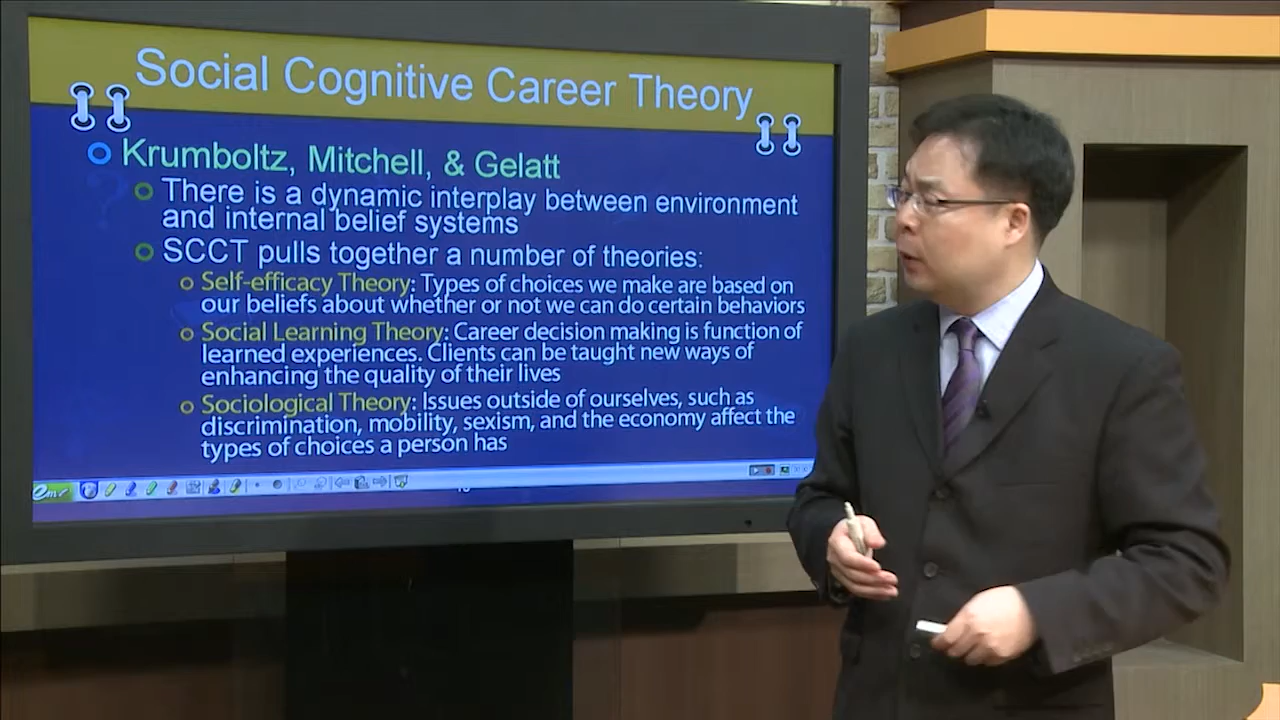 Social Cognitive Career Theory
Krumboltz, Mitchell, & Gelatt
There is a dynamic interplay between environment
and internal belief systems
SCCT pulls together a number of theories:
Self-efficacy Theory: Types of choices we make are based on
our beliefs about whether or not we can do certain behaviors
Social Learning Theory: Career decision making is function of
learned experiences. Clients can be taught new ways of
enhancing the quality of their lives
Sociological Theory: Issues outside of ourselves, such as
discrimination, mobility, sexism, and the economy affect the
types of choices a person has